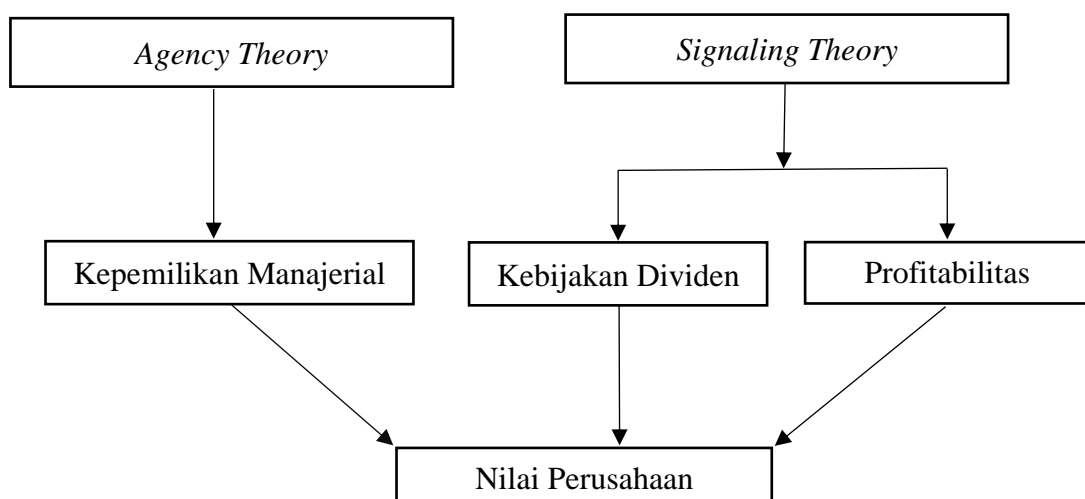 Agency Theory
Signaling Theory
Kepemilikan Manajerial
Kebijakan Dividen
Profitabilitas
Nilai Perusahaan